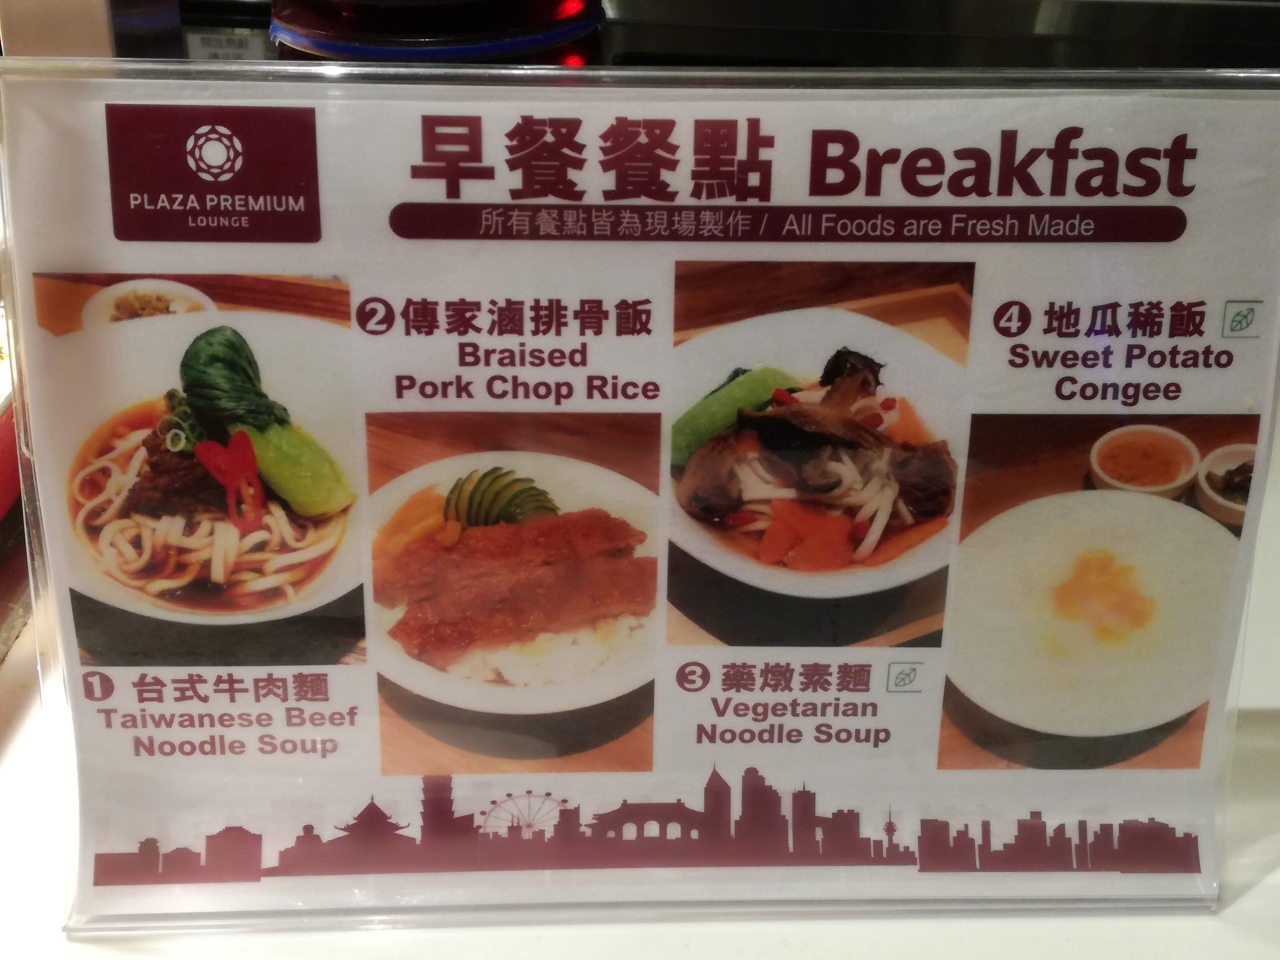 PLAZA PREMIUM
LOUNGE
早餐餐點 Breakfast
所有餐點皆為現場製作 / All Foods are Fresh Made
1 台式牛肉麵
Taiwanese Beef
Noodle Soup
2 傳家滷排骨飯
Braised
Pork Chop Rice
3 藥燉素麵
Vegetarian
Noodle Soup
4 地瓜稀飯
Sweet Potato
Congee